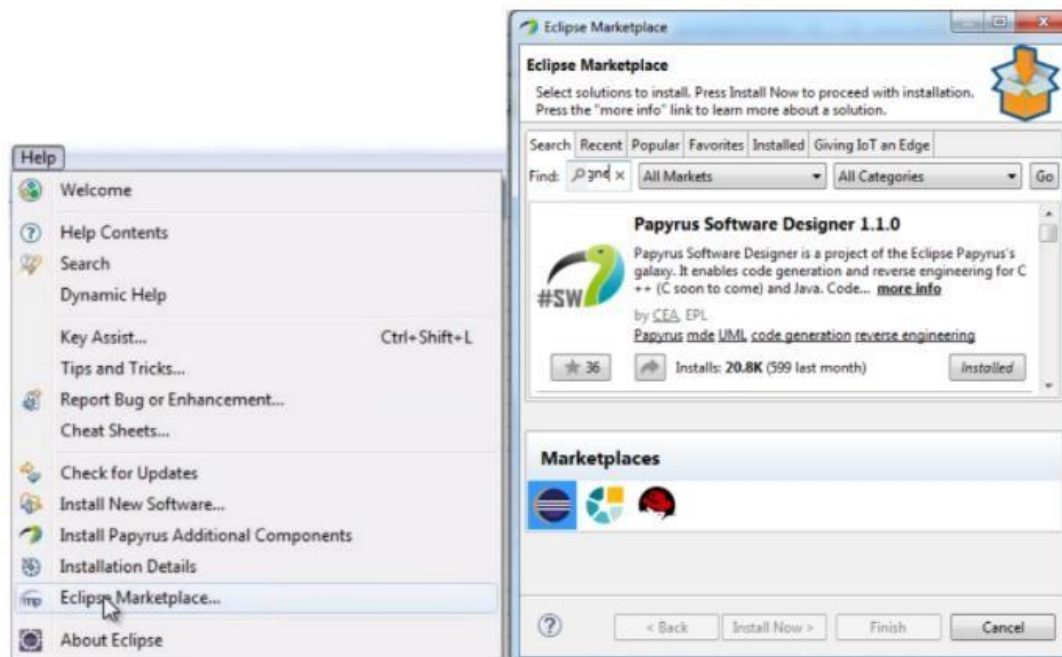 Help
Welcome
Help Contents
Search
Dynamic Help
Key Assist... Ctrl+Shift+L
Tips and Tricks...
Report Bug or Enhancement...
Cheat Sheets...
Check for Updates
Install New Software...
Install Papyrus Additional Components
Installation Details
mp Eclipse Marketplace...
About Eclipse
Eclipse Marketplace
Eclipse Marketplace
Select solutions to install. Press Install Now to proceed with installation.
Press the "more info" link to learn more about a solution.
Search Recent Popular Favorites Installed Giving IoT an Edge
Find: All Markets All Categories Go
Papyrus Software Designer 1.1.0
Papyrus Software Designer is a project of the Eclipse Papyrus's
galaxy. It enables code generation and reverse engineering for C
++ (C soon to come) and Java. Code... more info
#SW
by CEA, EPL
Papyrus mde UML code generation reverse engineering
36 Installs: 20.8K (599 last month) Installed
Marketplaces
? < Back Install Now > Finish Cancel